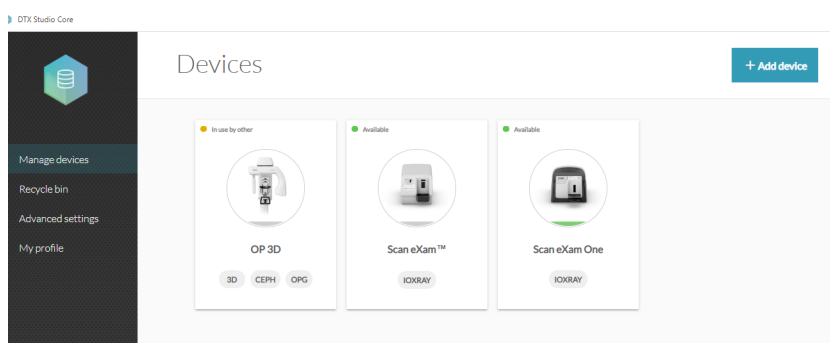 DTX Studio Core
Devices
+ Add device
Manage devices
Recycle bin
Advanced settings
My profile
In use by other
OP 3D
3D CEPH OPG
Available
Scan eXam™
IOXRAY
Available
Scan eXam One
IOXRAY